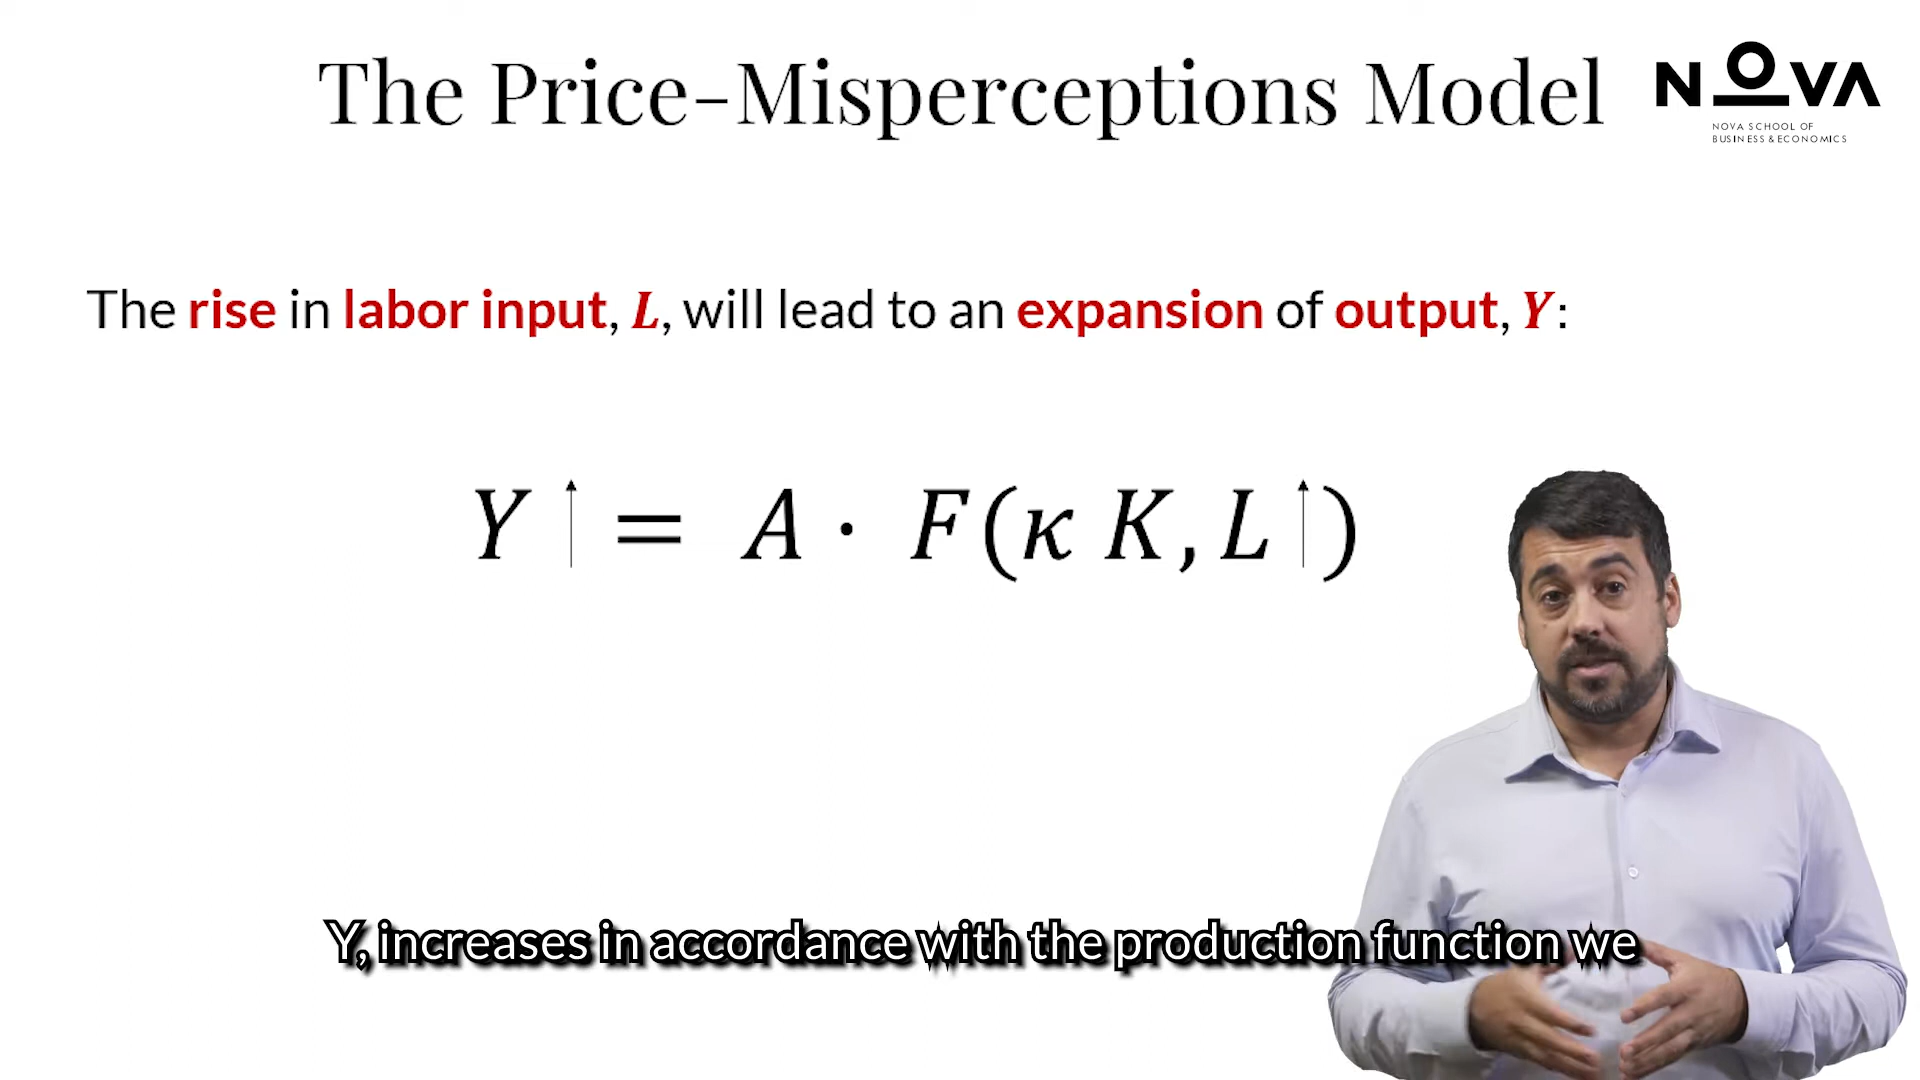 The Price-Misperceptions Model
NOVA
NOVA SCHOOL OF
BUSINESS & ECONOMICS
The rise in labor input, L, will lead to an expansion of output, Y:
Y ↑ = A · F(κ K, L ↑)
Y, increases in accordance with the production function we